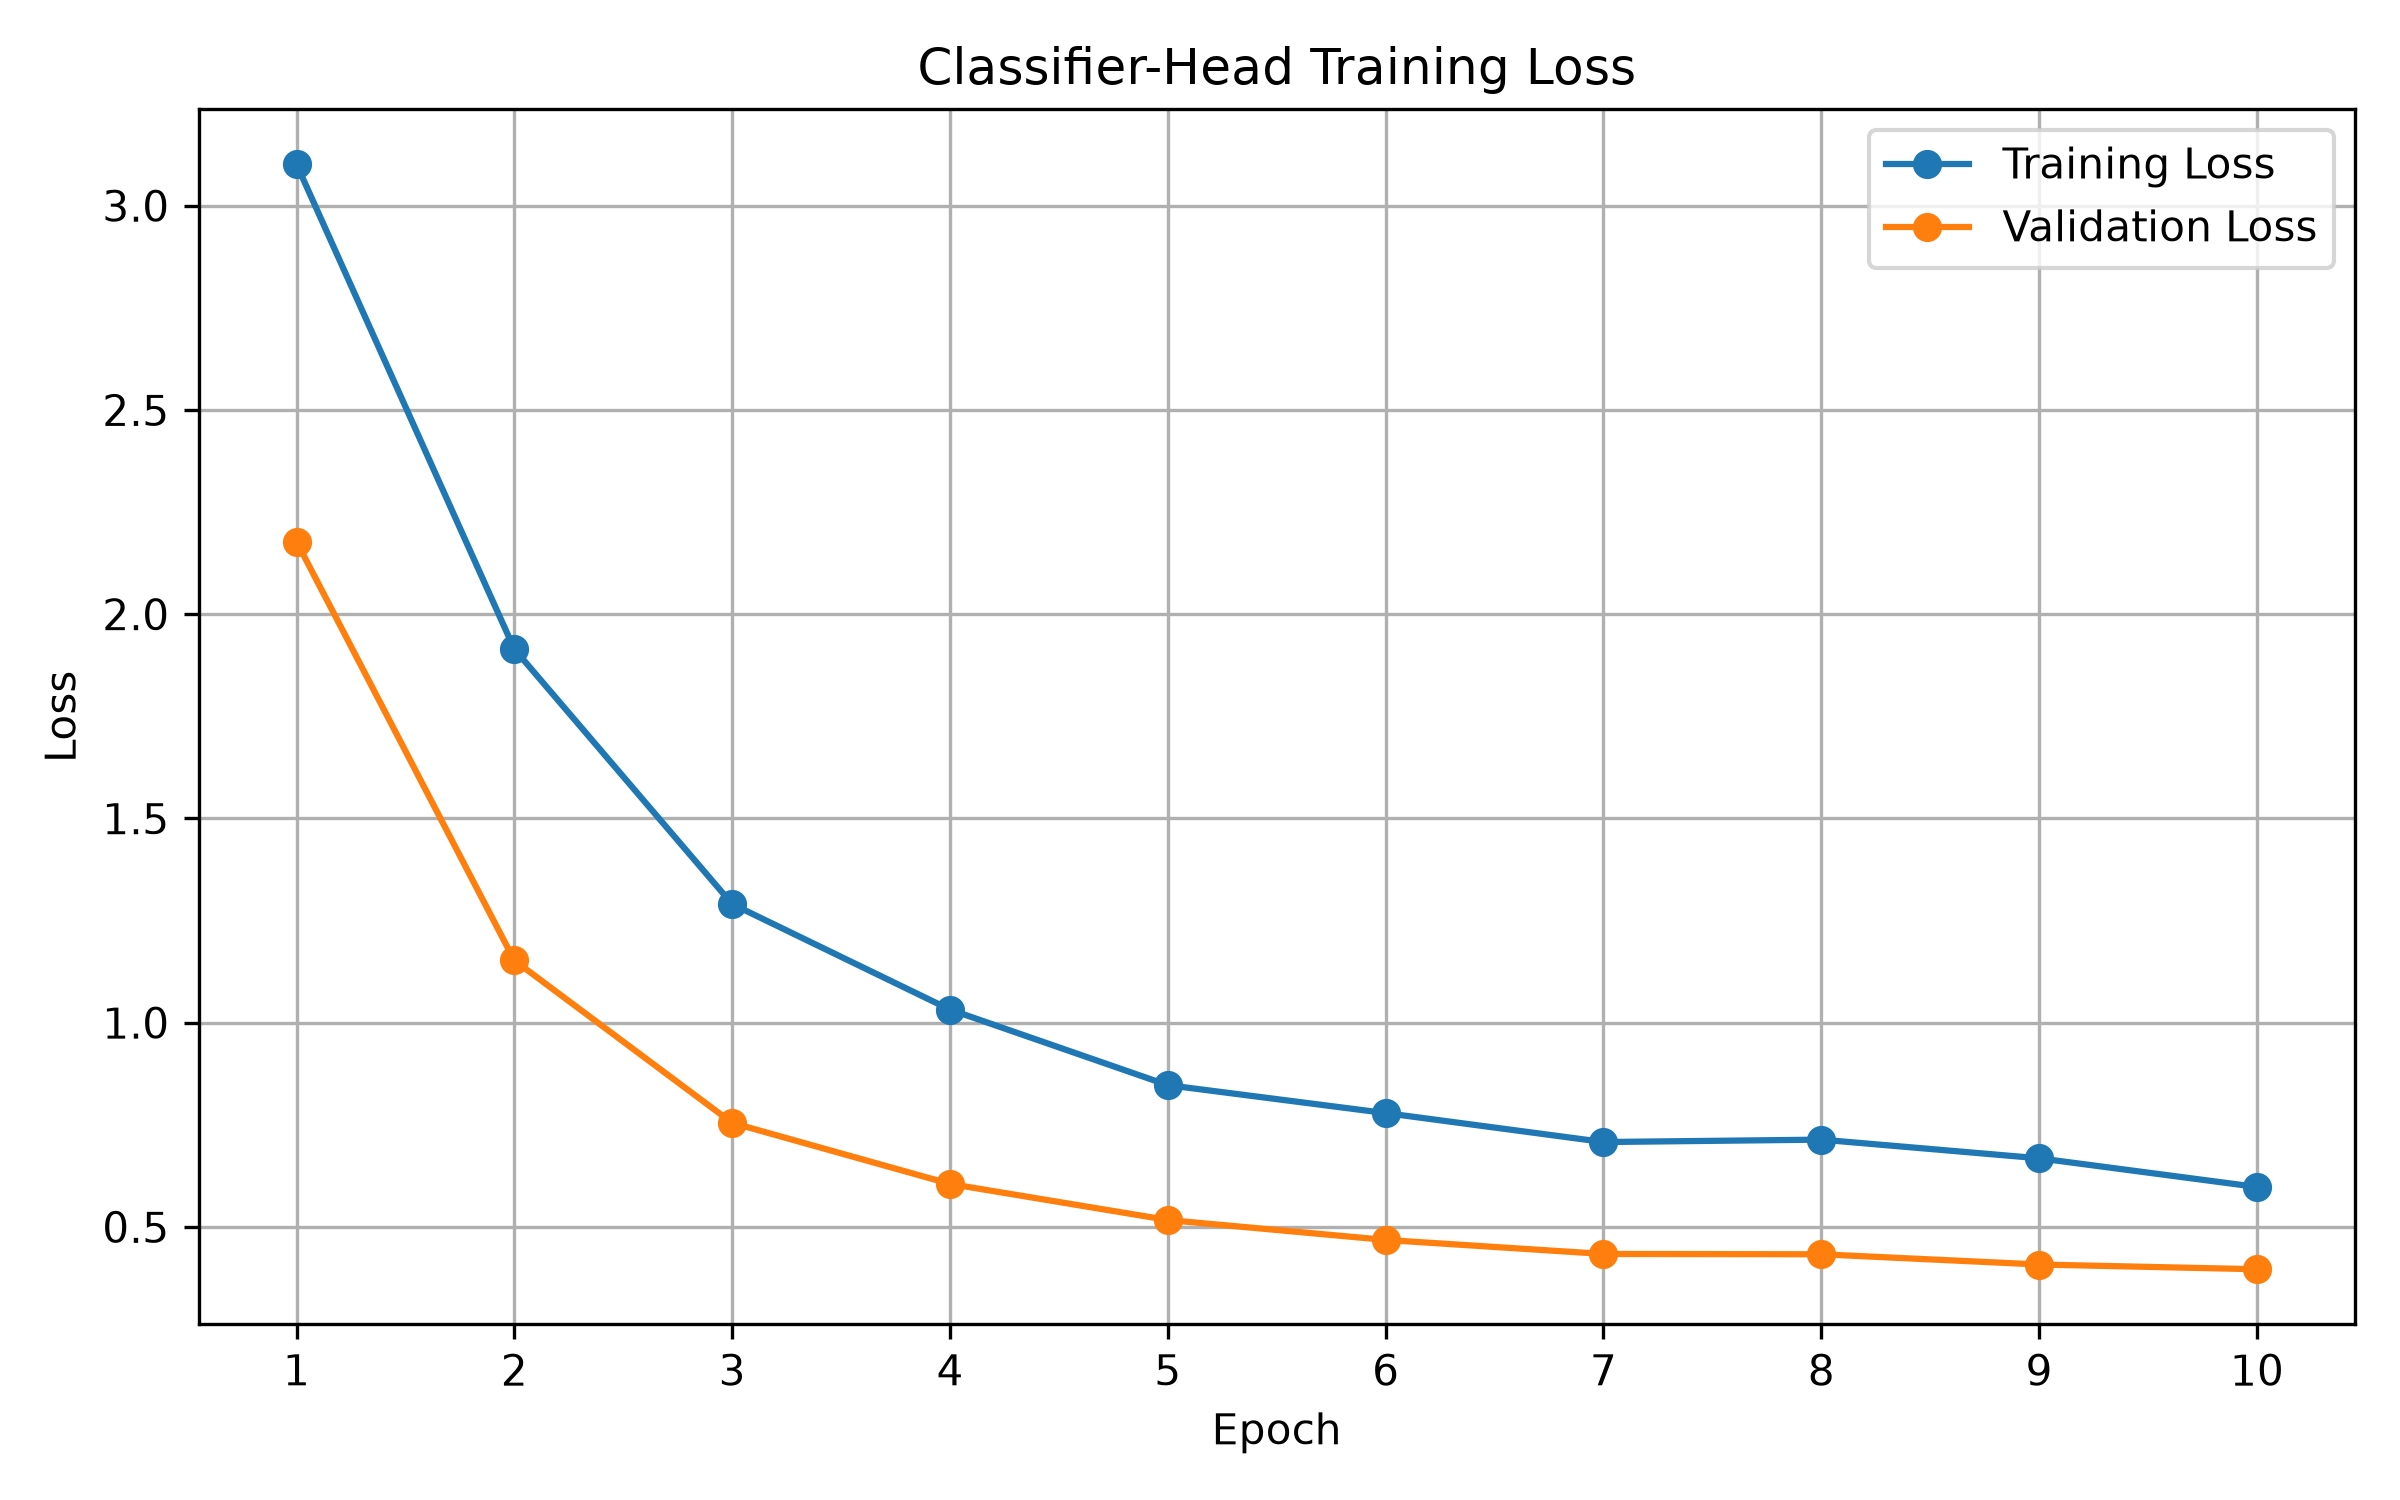 Classifier-Head Training Loss
Training Loss
Validation Loss
3.0
2.5
2.0
1.5
1.0
0.5
Loss
1 2 3 4 5 6 7 8 9 10
Epoch